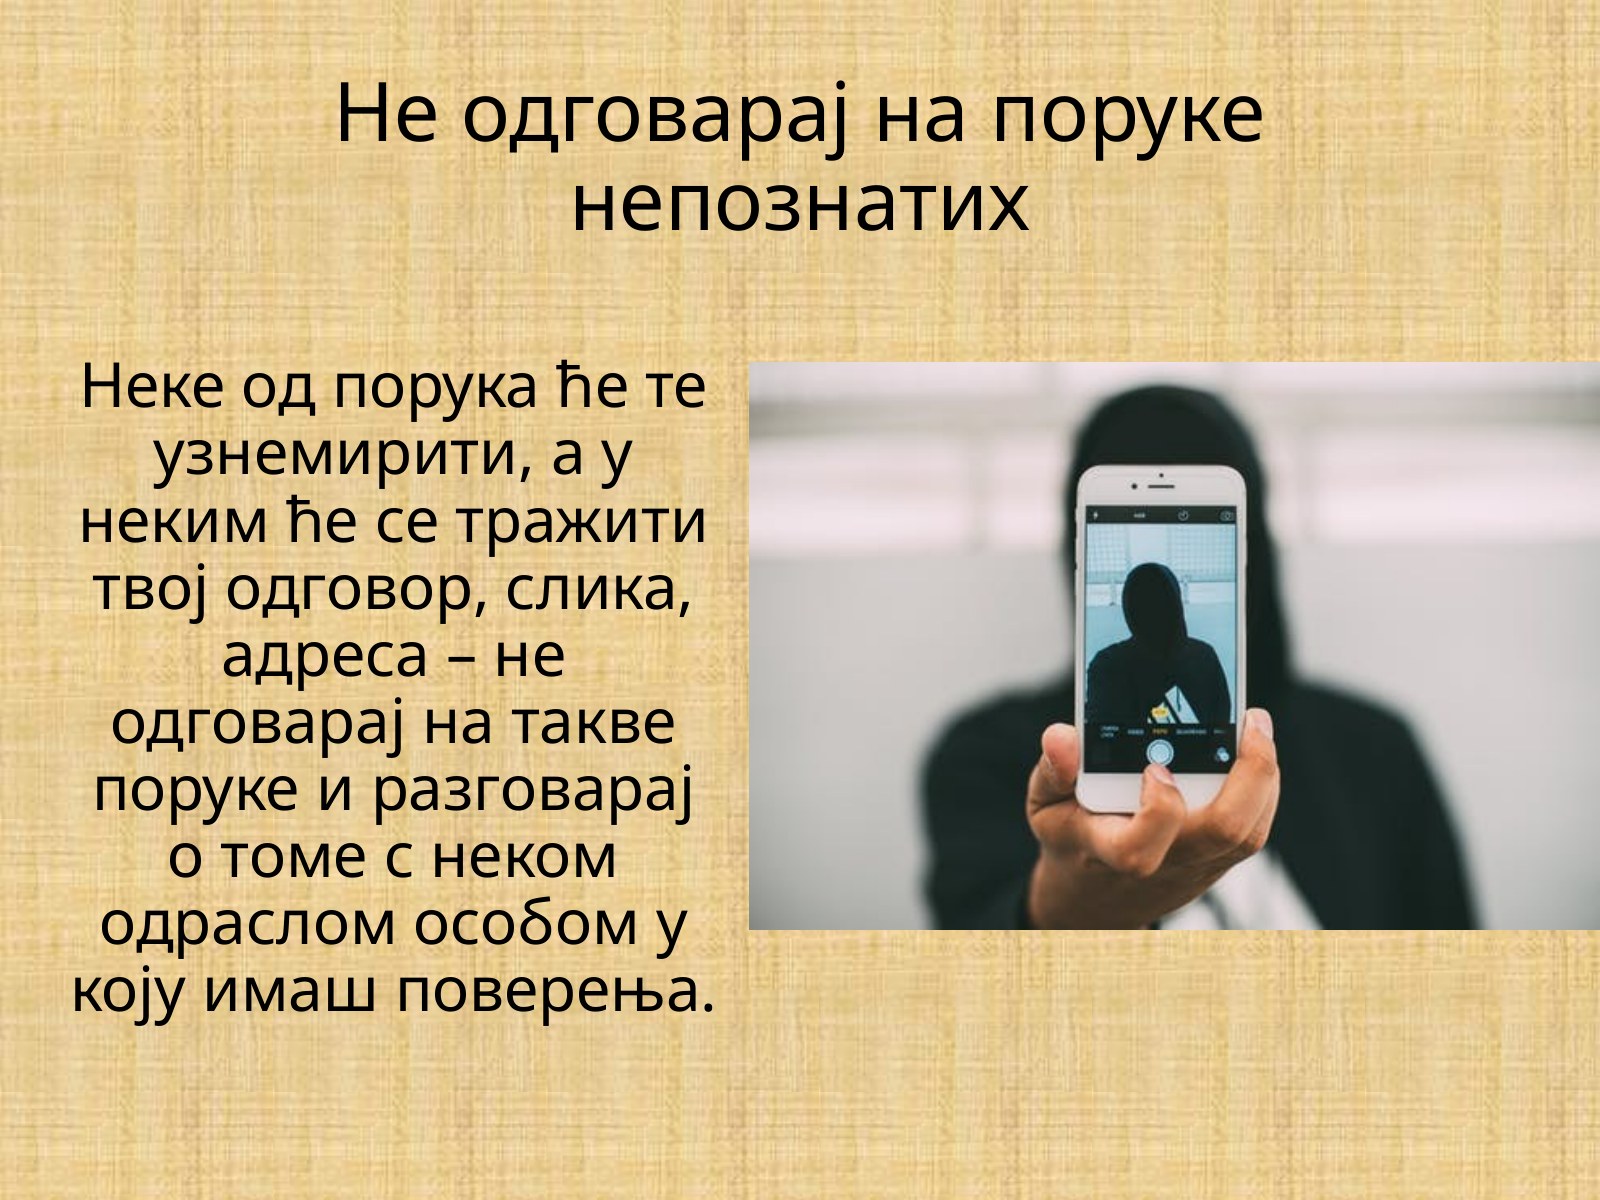 Не одговарај на поруке
непознатих
Неке од порука ће те
узнемирити, а у
неким ће се тражити
твој одговор, слика,
адреса – не
одговарај на такве
поруке и разговарај
о томе с неком
одраслом особом у
коју имаш поверења.